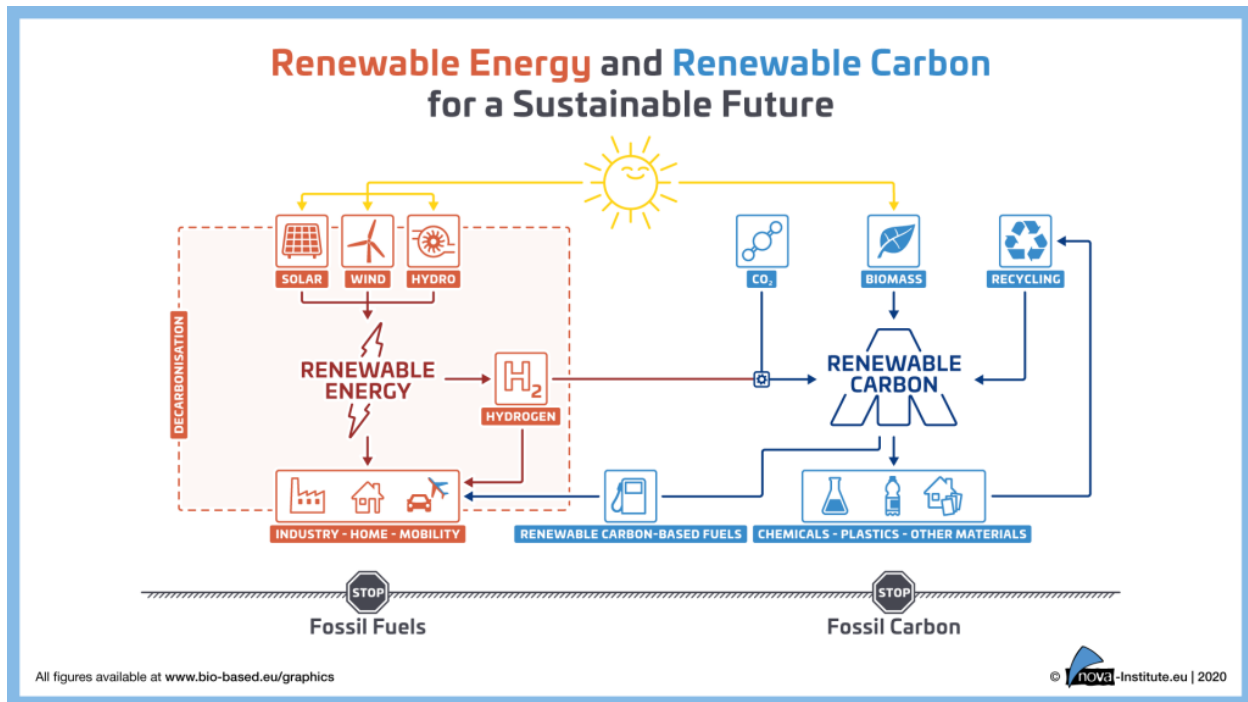 Renewable Energy and Renewable Carbon
for a Sustainable Future
SOLAR
WIND
HYDRO
CO₂
BIOMASS
RECYCLING
DECARBONISATION
RENEWABLE
ENERGY
H₂
HYDROGEN
RENEWABLE
CARBON
INDUSTRY - HOME - MOBILITY
RENEWABLE CARBON-BASED FUELS
CHEMICALS - PLASTICS - OTHER MATERIALS
STOP
Fossil Fuels
STOP
Fossil Carbon
All figures available at www.bio-based.eu/graphics
© nova-Institute.eu | 2020